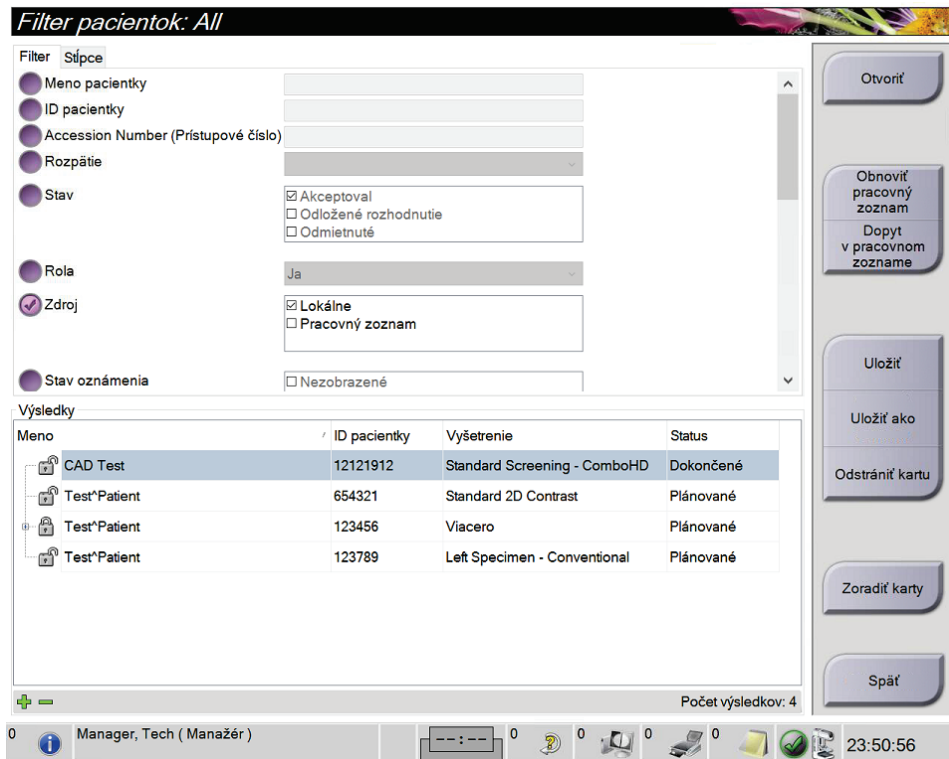 Filter pacientok: All
Filter Stĺpce
Meno pacientky
ID pacientky
Accession Number (Prístupové číslo)
Rozpätie
Stav
Akceptoval
Odložené rozhodnutie
Odmietnuté
Rola
Ja
Zdroj
Lokálne
Pracovný zoznam
Stav oznámenia
Nezobrazené
Výsledky
Meno ID pacientky Vyšetrenie Status
CAD Test 12121912 Standard Screening - ComboHD Dokončené
Test^Patient 654321 Standard 2D Contrast Plánované
Test^Patient 123456 Viacero Plánované
Test^Patient 123789 Left Specimen - Conventional Plánované
Počet výsledkov: 4
Otvoriť
Obnoviť
pracovný
zoznam
Dopyt
v pracovnom
zozname
Uložiť
Uložiť ako
Odstrániť kartu
Zoradiť karty
Späť
0 Manager, Tech ( Manažér ) --:-- 0 0 0 0 23:50:56